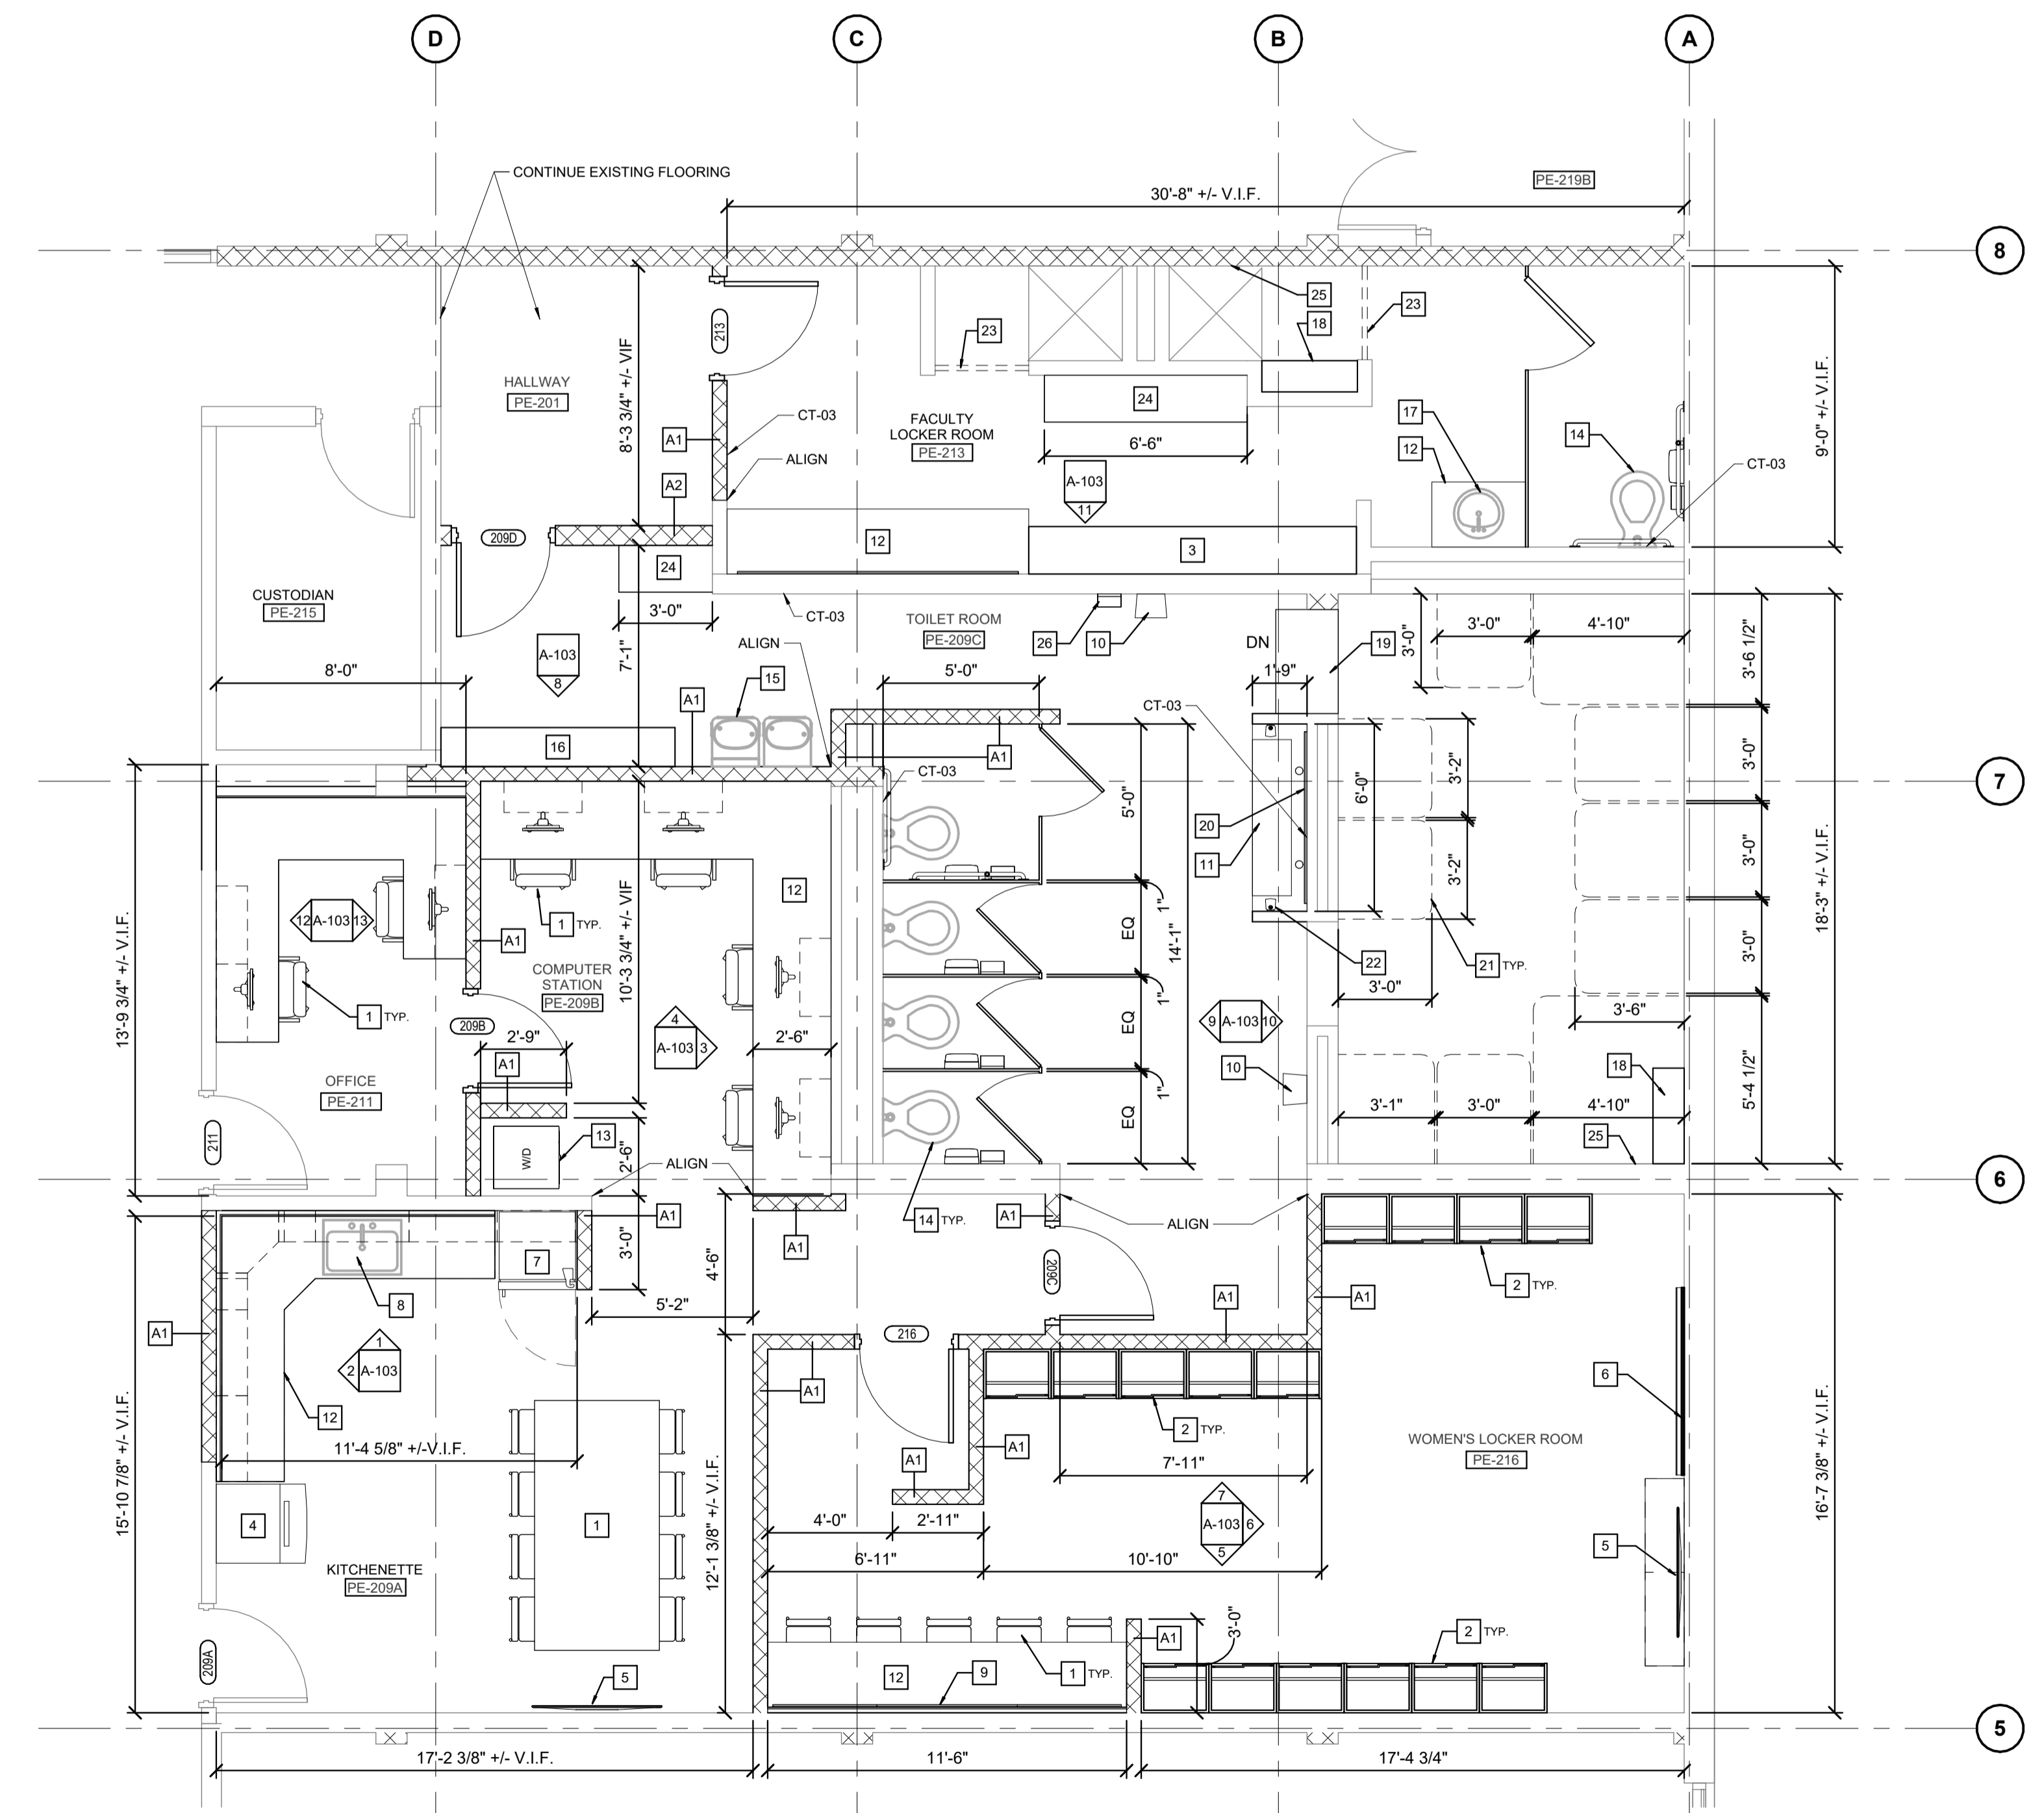 D
C
B
A
CONTINUE EXISTING FLOORING
PE-219B
30'-8" +/- V.I.F.
8
25
18
23
23
213
HALLWAY
PE-201
8'-3 3/4" +/- VIF
CT-03
A1
ALIGN
A2
FACULTY
LOCKER ROOM
PE-213
24
6'-6"
A-103
11
17
12
14
CT-03
9'-0" +/- V.I.F.
209D
12
3
24
CUSTODIAN
PE-215
3'-0"
CT-03
TOILET ROOM
PE-209C
26
10
DN
19
3'-0"
3'-0"
4'-10"
3'-6 1/2"
A-103
8
7'-1"
ALIGN
15
8'-0"
A1
5'-0"
1'-9"
CT-03
16
A1
CT-03
7
5'-0"
20
11
6'-0"
3'-2"
3'-2"
3'-0"
3'-0"
3'-0"
18'-3" +/- V.I.F.
12
A-103
13
1 TYP.
A1
12
1"
EQ
14'-1"
13'-9 3/4" +/- V.I.F.
COMPUTER
STATION
PE-209B
10'-3 3/4" +/- VIF
22
21 TYP.
3'-0"
3'-6"
1 TYP.
209B
2'-9"
4
A-103
3
2'-6"
1"
EQ
9
A-103
10
10
18
A1
OFFICE
PE-211
1"
EQ
3'-1"
3'-0"
4'-10"
5'-4 1/2"
25
211
13
W/D
2'-6"
ALIGN
6
A1
A1
14 TYP.
A1
ALIGN
7
3'-0"
4'-6"
209C
2 TYP.
8
5'-2"
A1
A1
A1
216
1
2
A-103
12
A1
6
11'-4 5/8" +/-V.I.F.
2 TYP.
WOMEN'S LOCKER ROOM
PE-216
A1
A1
7'-11"
15'-10 7/8" +/- V.I.F.
16'-7 3/8" +/- V.I.F.
4
1
4'-0"
2'-11"
7
A-103
6
5
5
6'-11"
10'-10"
KITCHENETTE
PE-209A
12'-1 3/8" +/- V.I.F.
209A
5
12
9
1 TYP.
A1
3'-0"
2 TYP.
5
17'-2 3/8" +/- V.I.F.
11'-6"
17'-4 3/4"